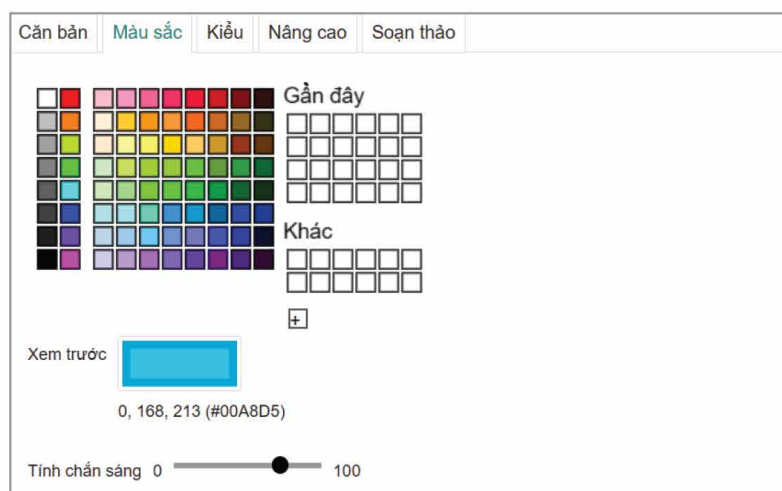 Căn bản Màu sắc Kiểu Nâng cao Soạn thảo
Gần đây
Khác
+
Xem trước
0, 168, 213 (#00A8D5)
Tính chắn sáng 0 100